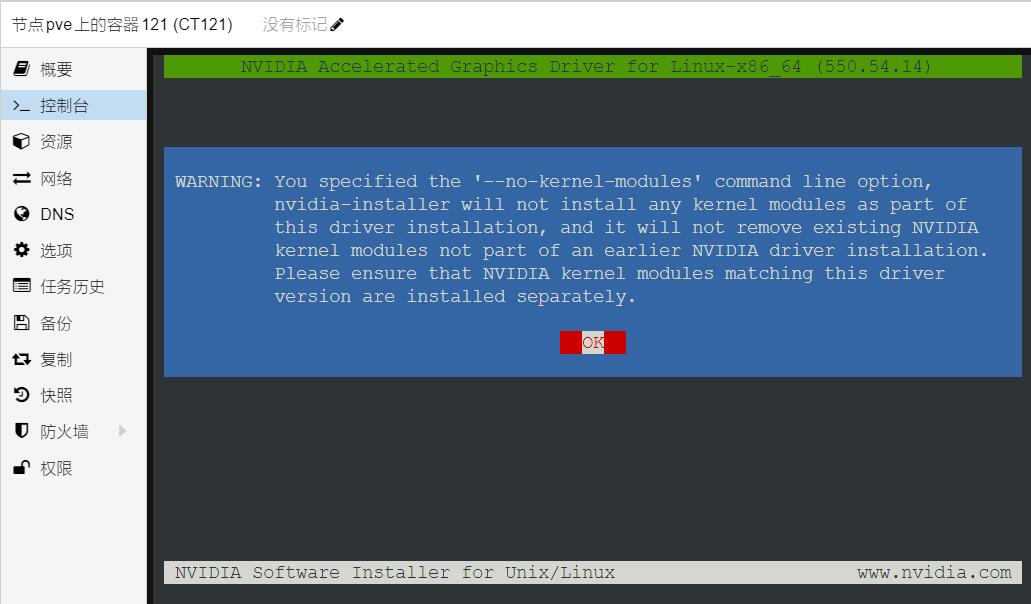 节点pve上的容器121 (CT121) 没有标记
概要
控制台
资源
网络
DNS
选项
任务历史
备份
复制
快照
防火墙
权限
NVIDIA Accelerated Graphics Driver for Linux-x86_64 (550.54.14)
WARNING: You specified the '--no-kernel-modules' command line option,
nvidia-installer will not install any kernel modules as part of
this driver installation, and it will not remove existing NVIDIA
kernel modules not part of an earlier NVIDIA driver installation.
Please ensure that NVIDIA kernel modules matching this driver
version are installed separately.
OK
NVIDIA Software Installer for Unix/Linux www.nvidia.com